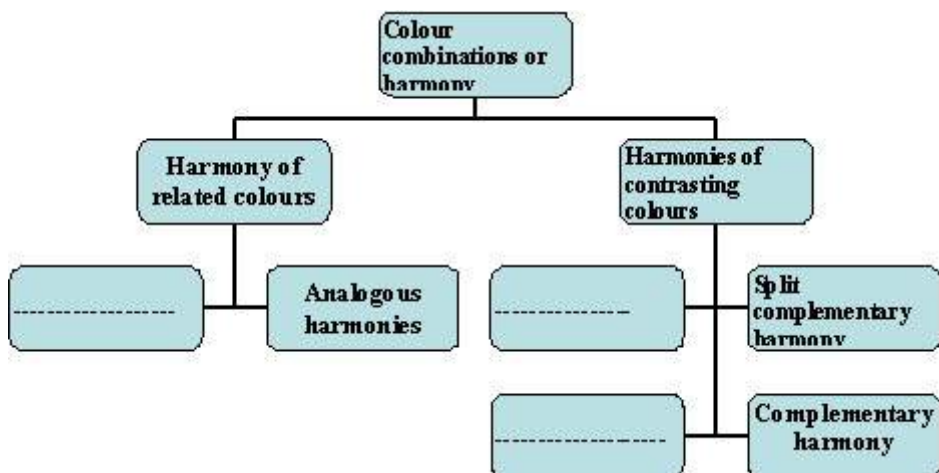 Colour
combinations or
harmony
Harmony of
related colours
Harmonies of
contrasting
colours
-------------------
Analogous
harmonies
----------------
Split
complementary
harmony
--------------------
Complementary
harmony